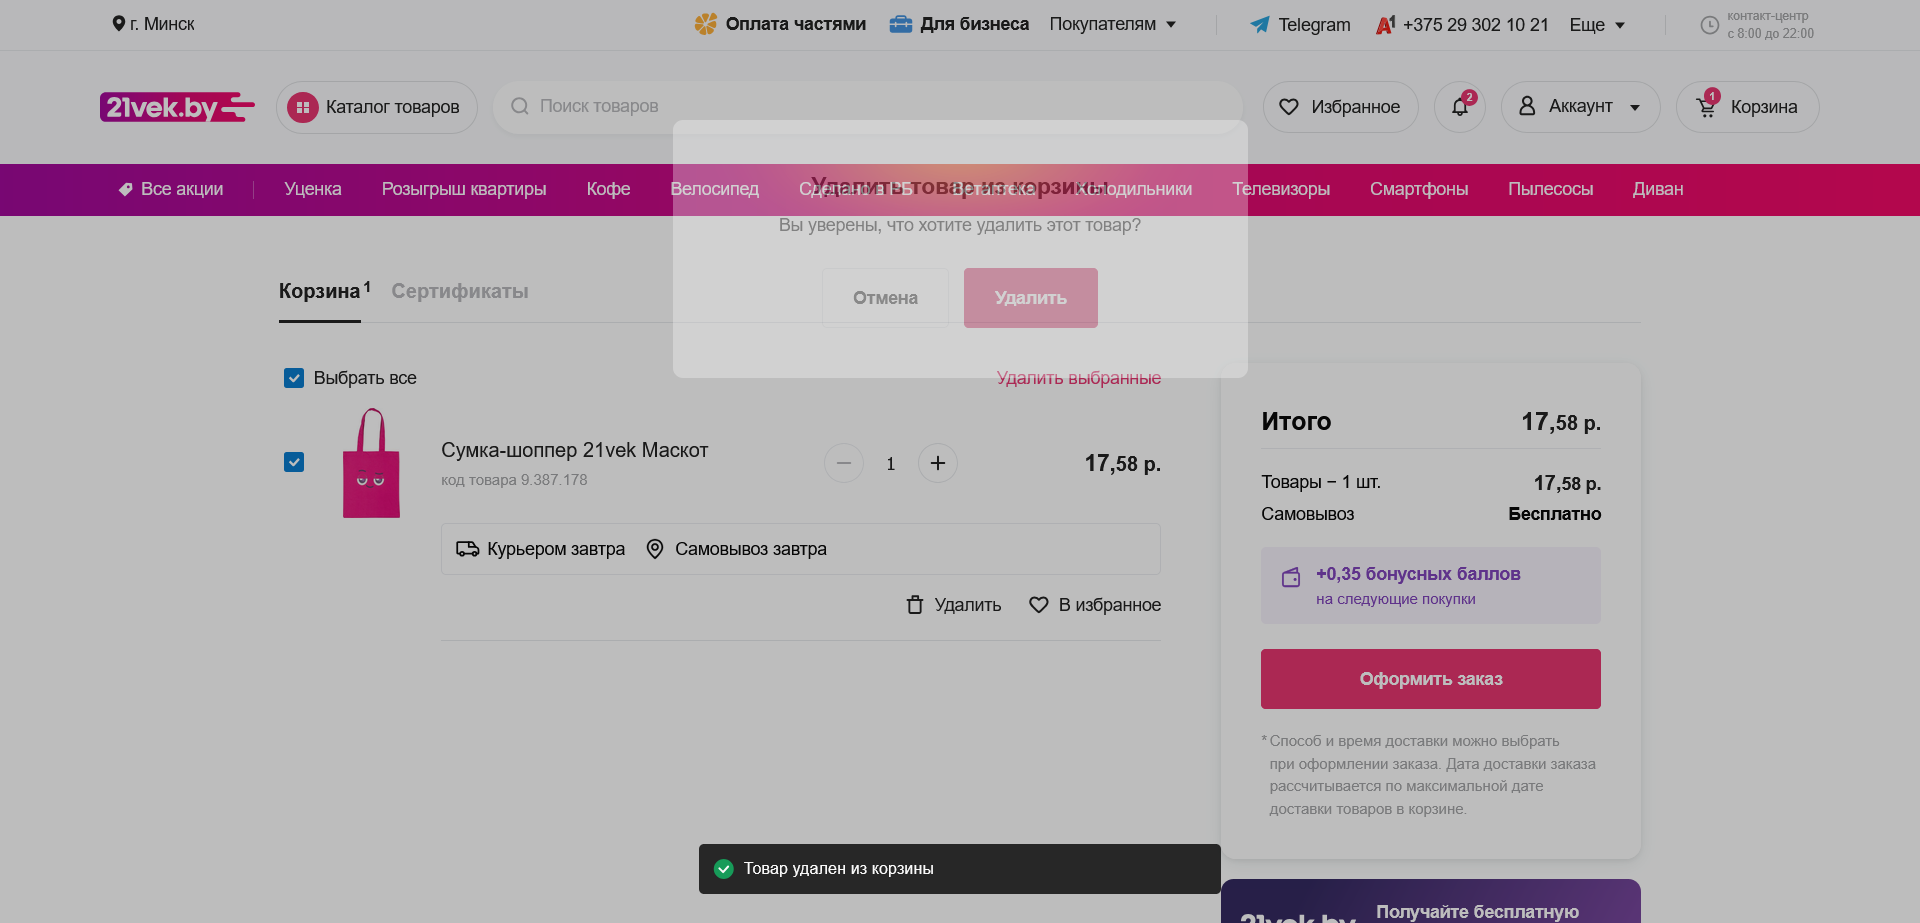 г. Минск
Оплата частями
Для бизнеса
Покупателям
Telegram
+375 29 302 10 21
Еще
контакт-центр
с 8:00 до 22:00
21vek.by
Каталог товаров
Поиск товаров
Избранное
2
Аккаунт
1
Корзина
Все акции
Уценка
Розыгрыш квартиры
Кофе
Велосипед
Сделано в РБ
Ветаптека
Холодильники
Телевизоры
Смартфоны
Пылесосы
Диван
Удалить товар из корзины
Вы уверены, что хотите удалить этот товар?
Отмена
Удалить
Корзина 1
Сертификаты
Выбрать все
Удалить выбранные
Сумка-шоппер 21vek Маскот
код товара 9.387.178
1
17,58 р.
Курьером завтра
Самовывоз завтра
Удалить
В избранное
Итого
17,58 р.
Товары – 1 шт.
17,58 р.
Самовывоз
Бесплатно
+0,35 бонусных баллов
на следующие покупки
Оформить заказ
* Способ и время доставки можно выбрать
при оформлении заказа. Дата доставки заказа
рассчитывается по максимальной дате
доставки товаров в корзине.
Товар удален из корзины
21vek.by
Получайте бесплатную